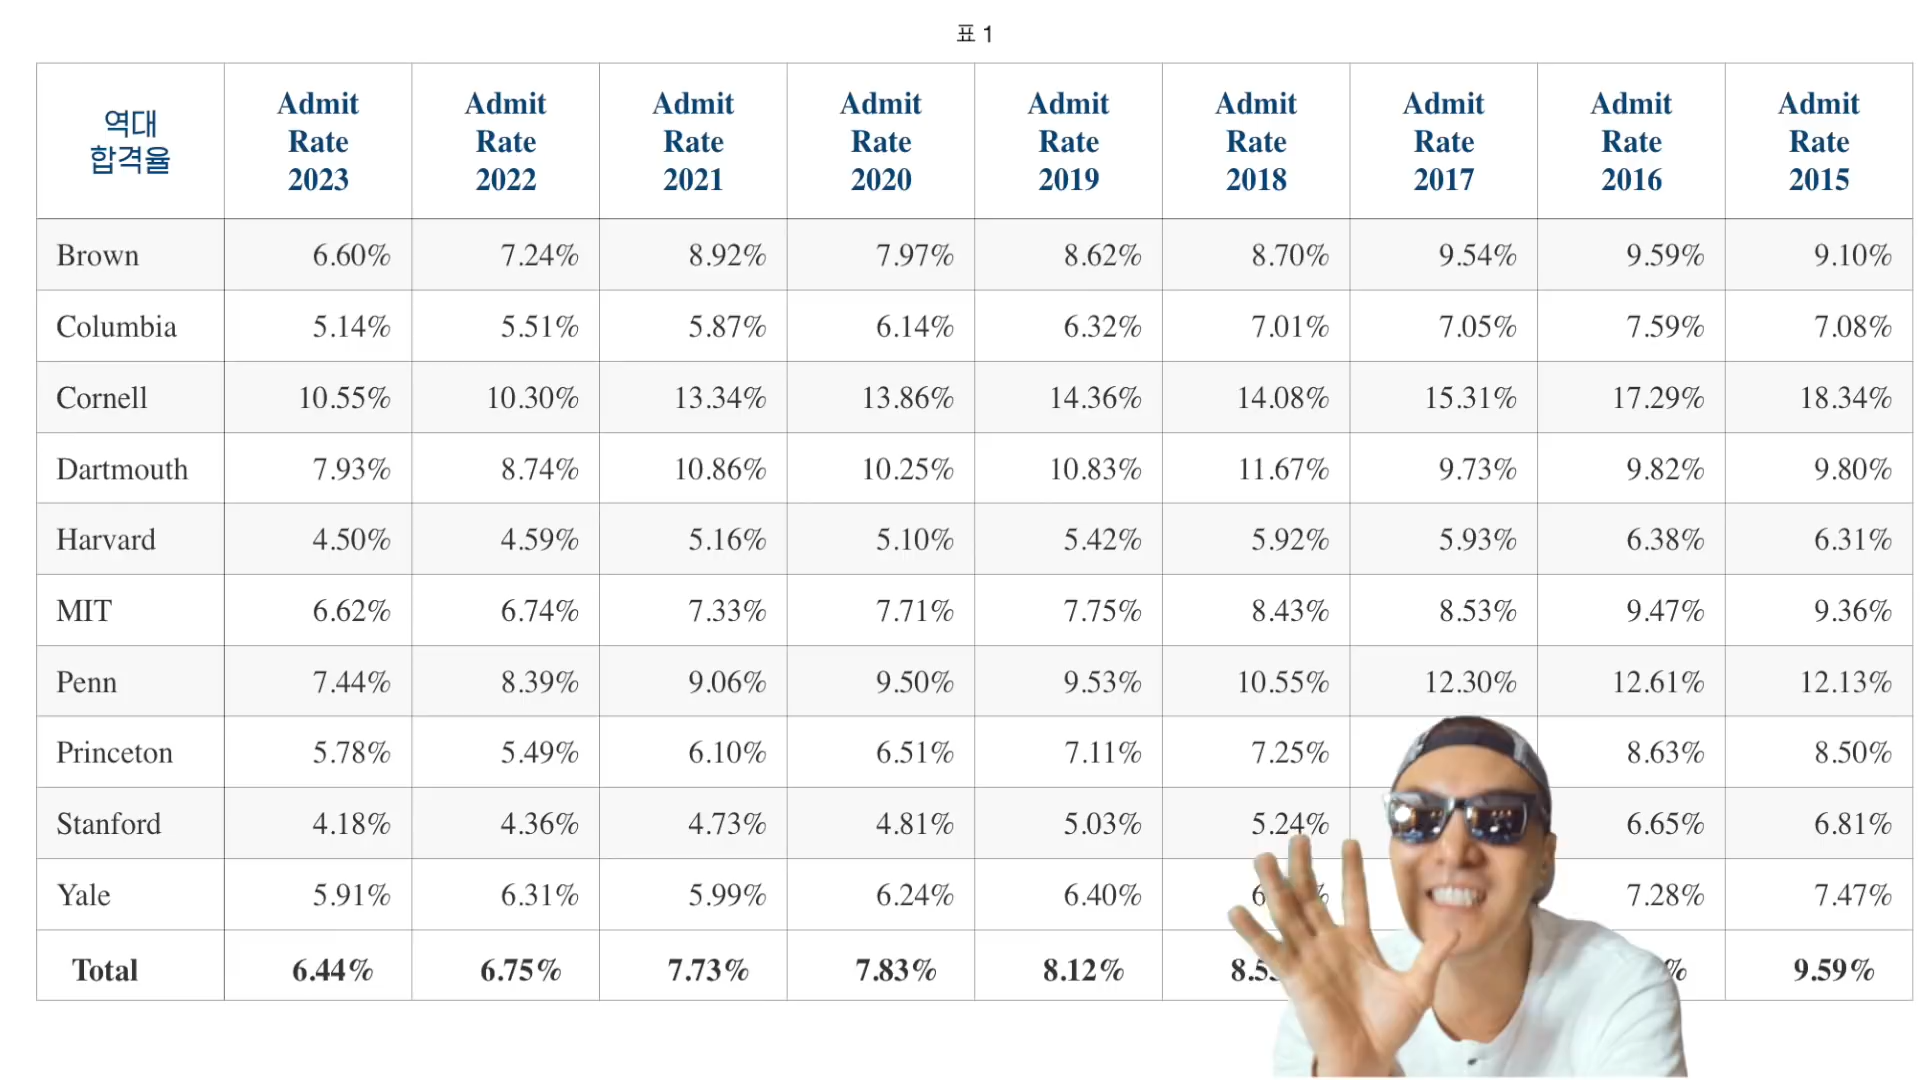 표 1
역대 합격율 Admit Rate 2023 Admit Rate 2022 Admit Rate 2021 Admit Rate 2020 Admit Rate 2019 Admit Rate 2018 Admit Rate 2017 Admit Rate 2016 Admit Rate 2015
Brown 6.60% 7.24% 8.92% 7.97% 8.62% 8.70% 9.54% 9.59% 9.10%
Columbia 5.14% 5.51% 5.87% 6.14% 6.32% 7.01% 7.05% 7.59% 7.08%
Cornell 10.55% 10.30% 13.34% 13.86% 14.36% 14.08% 15.31% 17.29% 18.34%
Dartmouth 7.93% 8.74% 10.86% 10.25% 10.83% 11.67% 9.73% 9.82% 9.80%
Harvard 4.50% 4.59% 5.16% 5.10% 5.42% 5.92% 5.93% 6.38% 6.31%
MIT 6.62% 6.74% 7.33% 7.71% 7.75% 8.43% 8.53% 9.47% 9.36%
Penn 7.44% 8.39% 9.06% 9.50% 9.53% 10.55% 12.30% 12.61% 12.13%
Princeton 5.78% 5.49% 6.10% 6.51% 7.11% 7.25% 8.63% 8.50%
Stanford 4.18% 4.36% 4.73% 4.81% 5.03% 5.24% 6.65% 6.81%
Yale 5.91% 6.31% 5.99% 6.24% 6.40% 7.28% 7.47%
Total 6.44% 6.75% 7.73% 7.83% 8.12% 9.59%